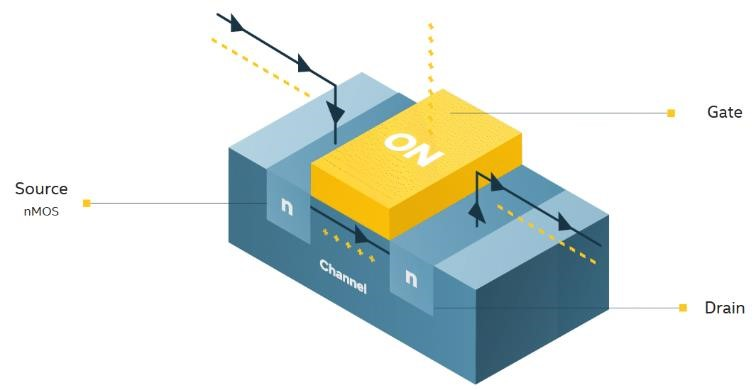 Gate
ON
Source
nMOS
n
Channel
n
Drain